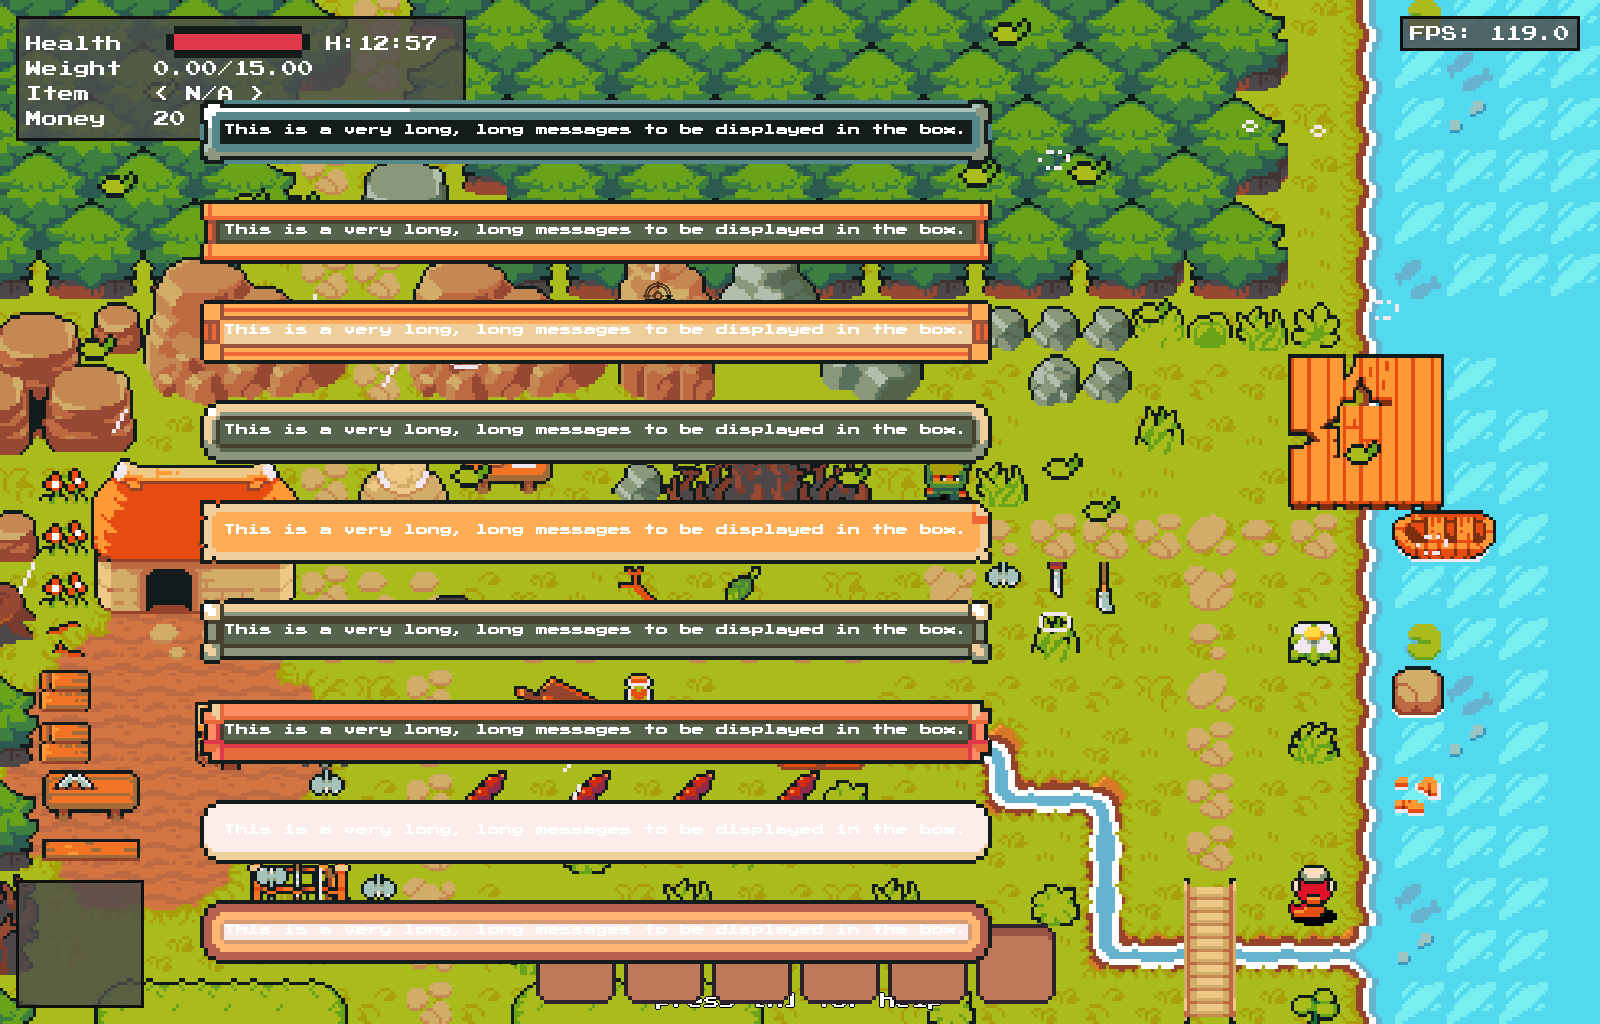 Health H:12:57
FPS: 119.0
Weight 0.00/15.00
Item < N/A >
Money 20
This is a very long, long messages to be displayed in the box.
This is a very long, long messages to be displayed in the box.
This is a very long, long messages to be displayed in the box.
This is a very long, long messages to be displayed in the box.
This is a very long, long messages to be displayed in the box.
This is a very long, long messages to be displayed in the box.
This is a very long, long messages to be displayed in the box.
This is a very long, long messages to be displayed in the box.
This is a very long, long messages to be displayed in the box.
press for help